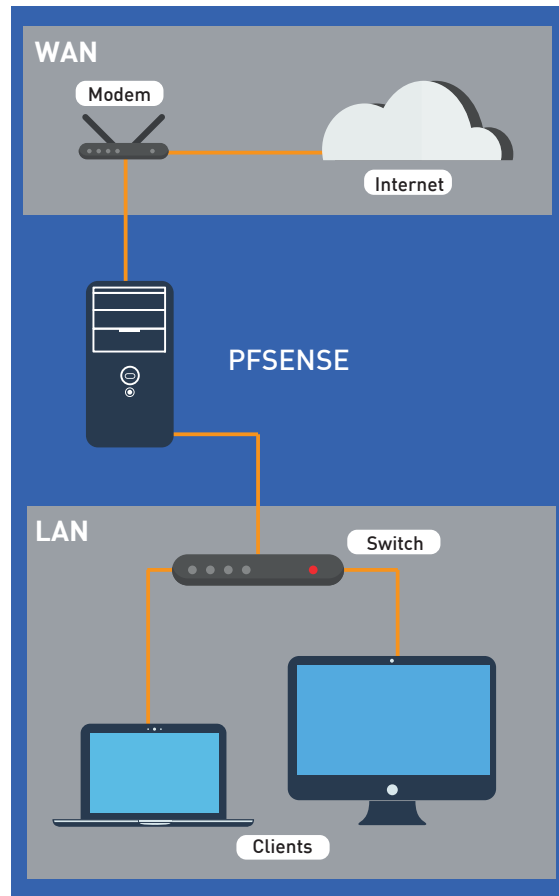 WAN
Modem
Internet
PFSENSE
LAN
Switch
Clients